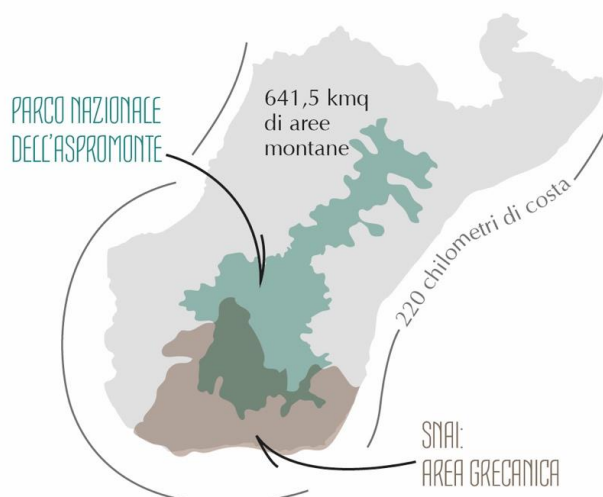 PARCO NAZIONALE
DELL'ASPROMONTE
641,5 kmq
di aree
montane
220 chilometri di costa
SNAI:
AREA GRECANICA